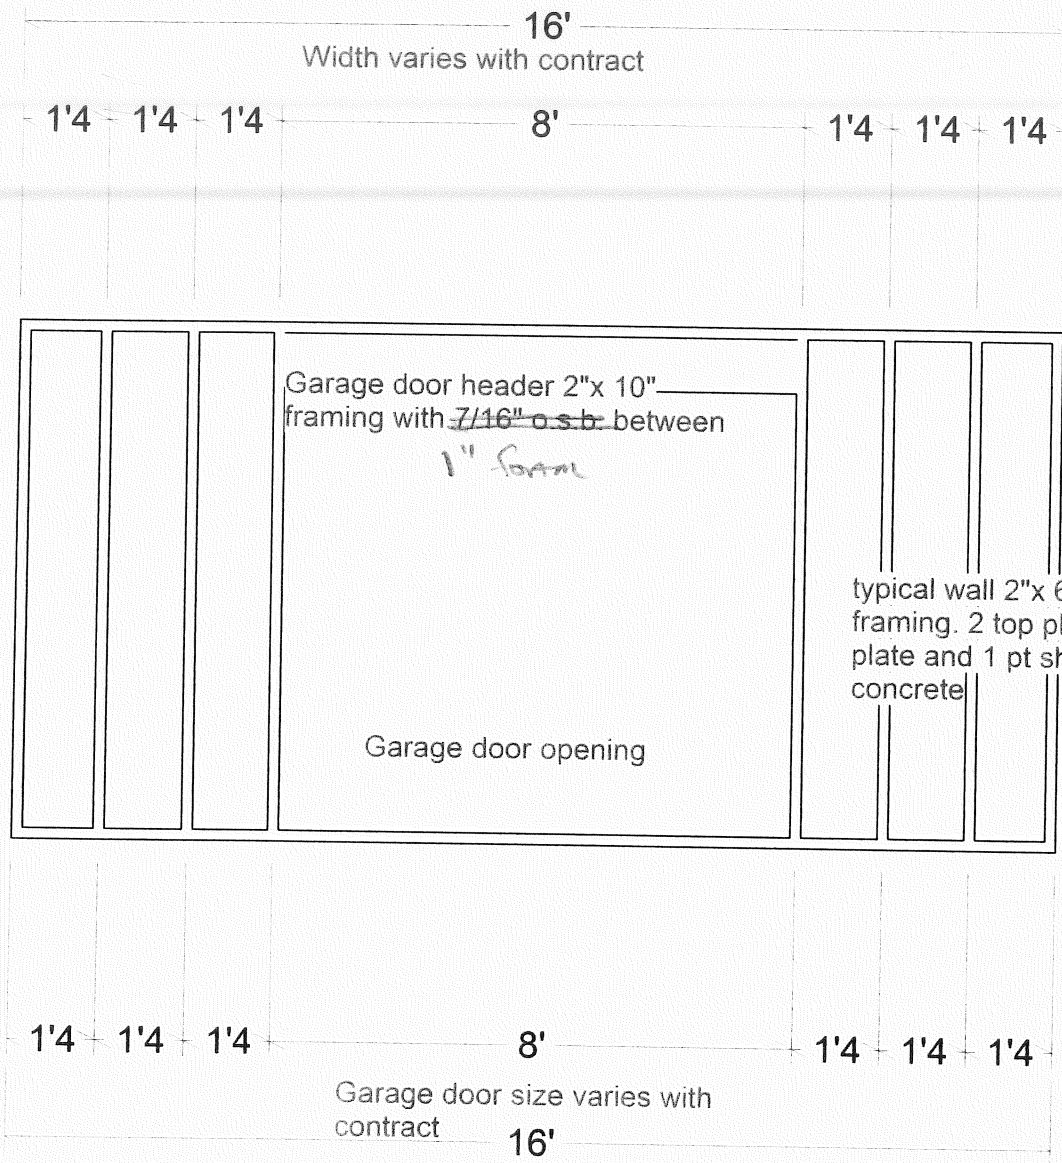 16'
Width varies with contract
1'4 1'4 1'4 8' 1'4 1'4 1'4
Garage door header 2"x 10"
framing with 7/16" o.s.b. between
1" foam
typical wall 2"x 6
framing. 2 top pl
plate and 1 pt sh
concrete
Garage door opening
1'4 1'4 1'4 8' 1'4 1'4 1'4
Garage door size varies with
contract
16'